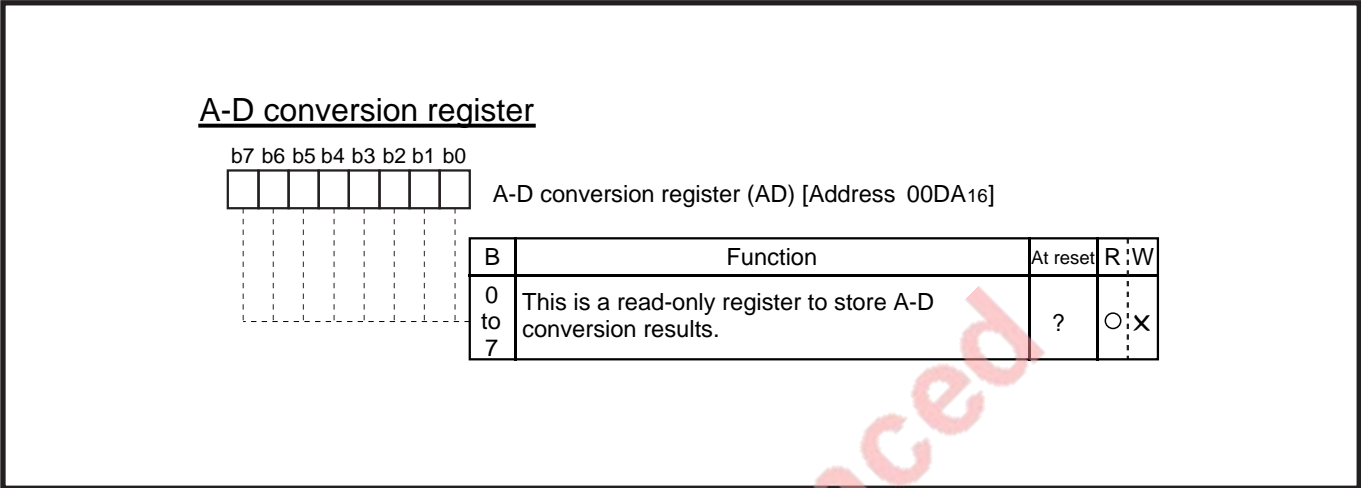 A-D conversion register
b7 b6 b5 b4 b3 b2 b1 b0
A-D conversion register (AD) [Address 00DA16]
B Function At reset R W
0 to 7 This is a read-only register to store A-D conversion results. ? ○ ×